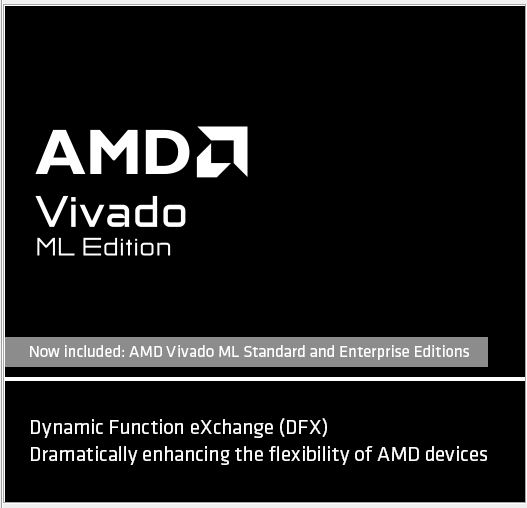 AMD
Vivado
ML Edition
Now included: AMD Vivado ML Standard and Enterprise Editions
Dynamic Function eXchange (DFX)
Dramatically enhancing the flexibility of AMD devices